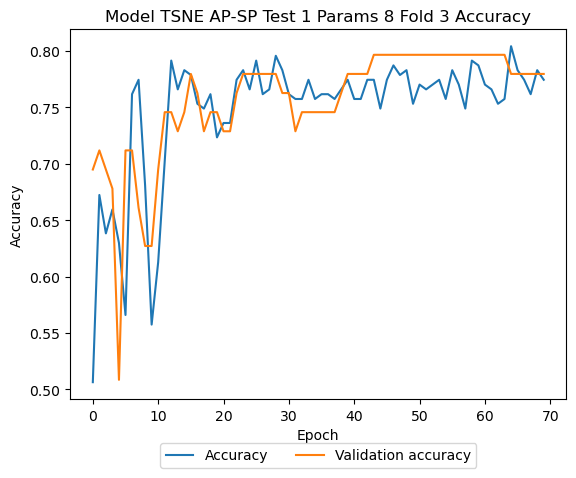 Model TSNE AP-SP Test 1 Params 8 Fold 3 Accuracy
0.80
0.75
0.70
0.65
0.60
0.55
0.50
Accuracy
0 10 20 30 40 50 60 70
Epoch
Accuracy Validation accuracy